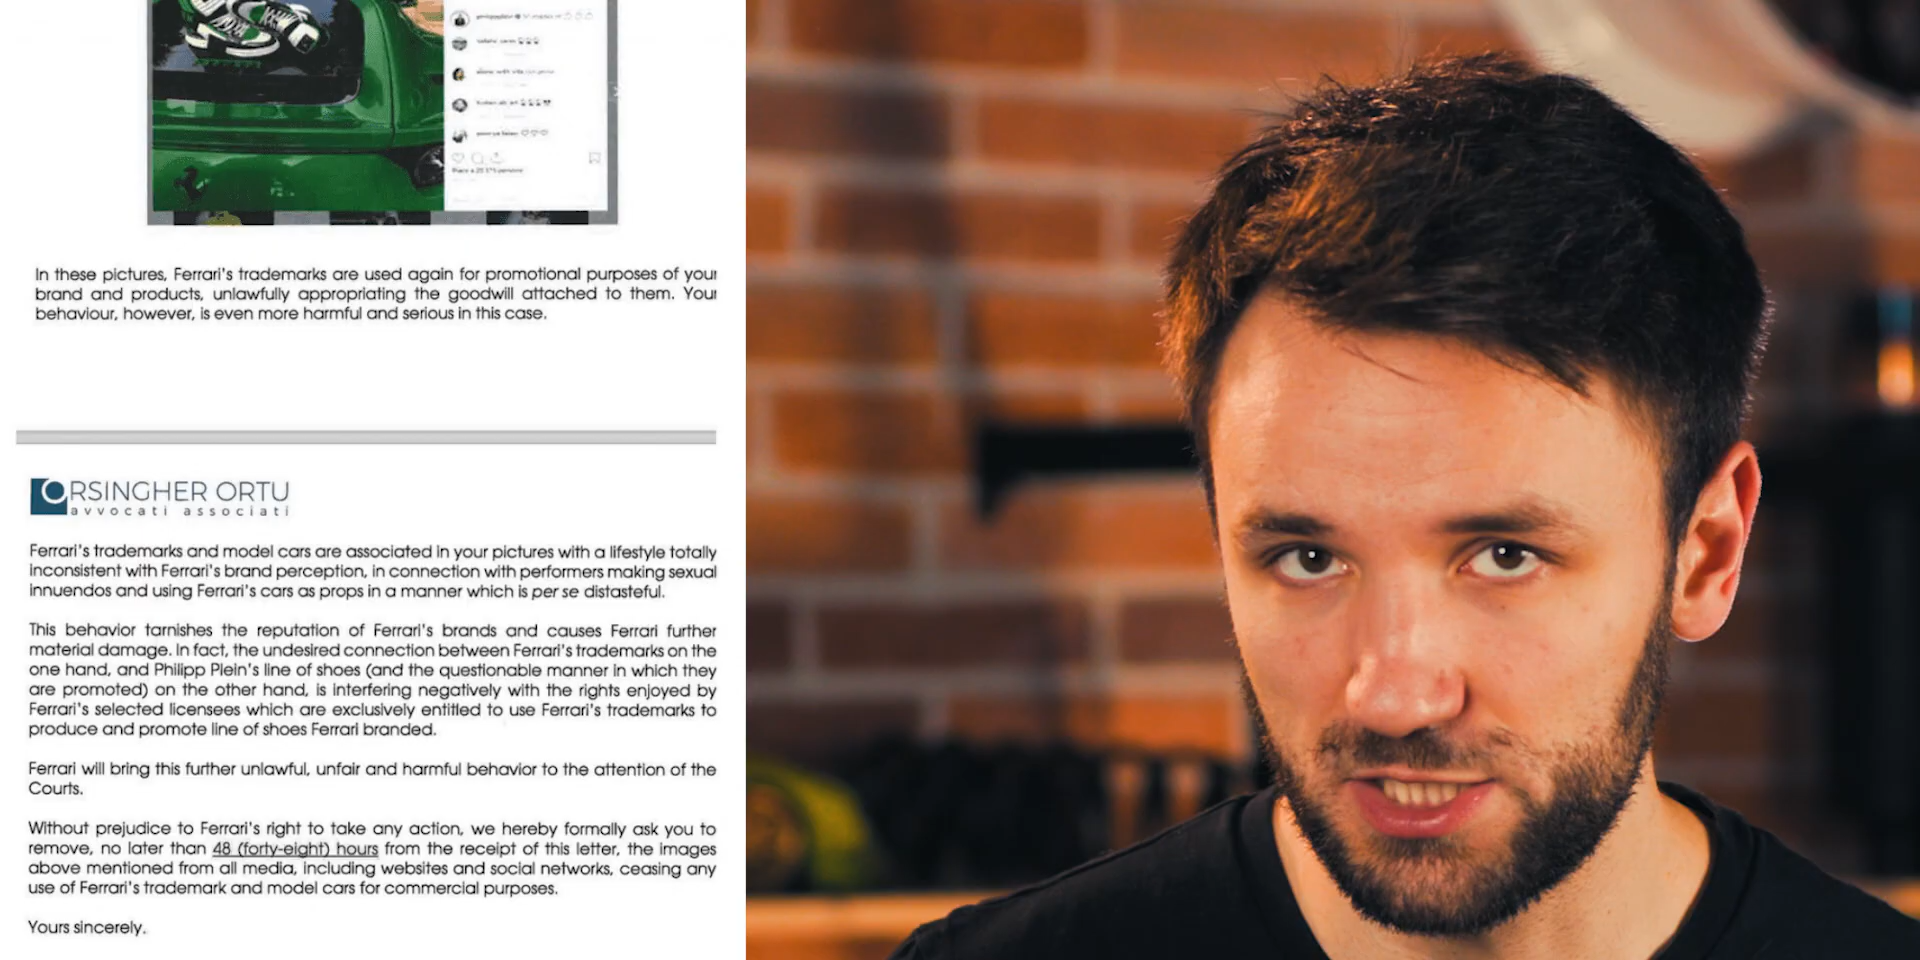 In these pictures, Ferrari's trademarks are used again for promotional purposes of your
brand and products, unlawfully appropriating the goodwill attached to them. Your
behaviour, however, is even more harmful and serious in this case.
ORSINGHER ORTU
avvocati associati
Ferrari's trademarks and model cars are associated in your pictures with a lifestyle totally
inconsistent with Ferrari's brand perception, in connection with performers making sexual
innuendos and using Ferrari's cars as props in a manner which is per se distasteful.
This behavior tarnishes the reputation of Ferrari's brands and causes Ferrari further
material damage. In fact, the undesired connection between Ferrari's trademarks on the
one hand, and Philipp Plein's line of shoes (and the questionable manner in which they
are promoted) on the other hand, is interfering negatively with the rights enjoyed by
Ferrari's selected licensees which are exclusively entitled to use Ferrari's trademarks to
produce and promote line of shoes Ferrari branded.
Ferrari will bring this further unlawful, unfair and harmful behavior to the attention of the
Courts.
Without prejudice to Ferrari's right to take any action, we hereby formally ask you to
remove, no later than 48 (forty-eight) hours from the receipt of this letter, the images
above mentioned from all media, including websites and social networks, ceasing any
use of Ferrari's trademark and model cars for commercial purposes.
Yours sincerely.